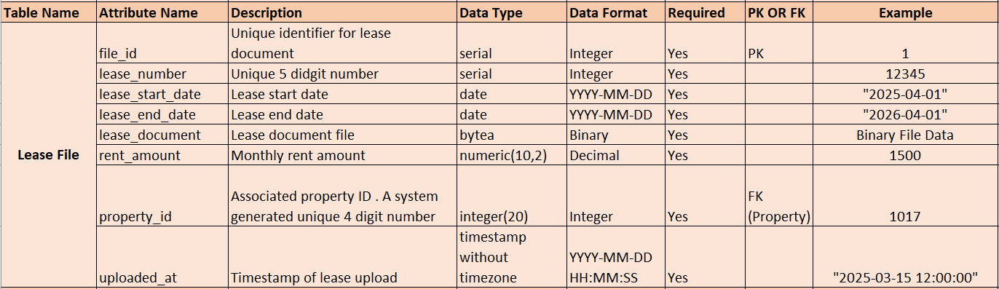 Table Name Attribute Name Description Data Type Data Format Required PK OR FK Example
Lease File
Unique identifier for lease
file_id document serial Integer Yes PK 1
lease_number Unique 5 didgit number serial Integer Yes 12345
lease_start_date Lease start date date YYYY-MM-DD Yes "2025-04-01"
lease_end_date Lease end date date YYYY-MM-DD Yes "2026-04-01"
lease_document Lease document file bytea Binary Yes Binary File Data
rent_amount Monthly rent amount numeric(10,2) Decimal Yes 1500
Associated property ID . A system FK
property_id generated unique 4 digit number integer(20) Integer Yes (Property) 1017
timestamp
without YYYY-MM-DD
uploaded_at Timestamp of lease upload timezone HH:MM:SS Yes "2025-03-15 12:00:00"